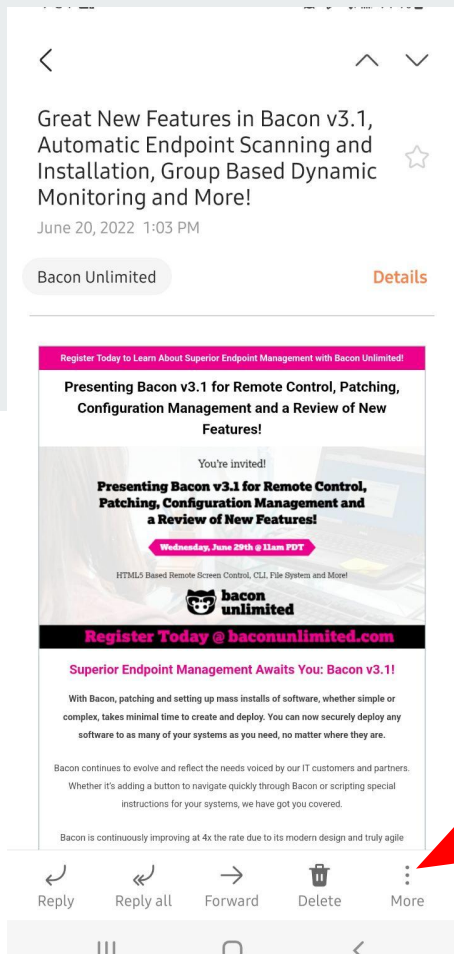 Great New Features in Bacon v3.1,
Automatic Endpoint Scanning and
Installation, Group Based Dynamic
Monitoring and More!
June 20, 2022 1:03 PM
Bacon Unlimited
Details
Register Today to Learn About Superior Endpoint Management with Bacon Unlimited!
Presenting Bacon v3.1 for Remote Control, Patching,
Configuration Management and a Review of New
Features!
You're invited!
Presenting Bacon v3.1 for Remote Control,
Patching, Configuration Management and
a Review of New Features!
Wednesday, June 29th @ 11am PDT
HTML5 Based Remote Screen Control, CLI, File System and More!
bacon
unlimited
Register Today @ baconunlimited.com
Superior Endpoint Management Awaits You: Bacon v3.1!
With Bacon, patching and setting up mass installs of software, whether simple or
complex, takes minimal time to create and deploy. You can now securely deploy any
software to as many of your systems as you need, no matter where they are.
Bacon continues to evolve and reflect the needs voiced by our IT customers and partners.
Whether it's adding a button to navigate quickly through Bacon or scripting special
instructions for your systems, we have got you covered.
Bacon is continuously improving at 4x the rate due to its modern design and truly agile
Reply
Reply all
Forward
Delete
More